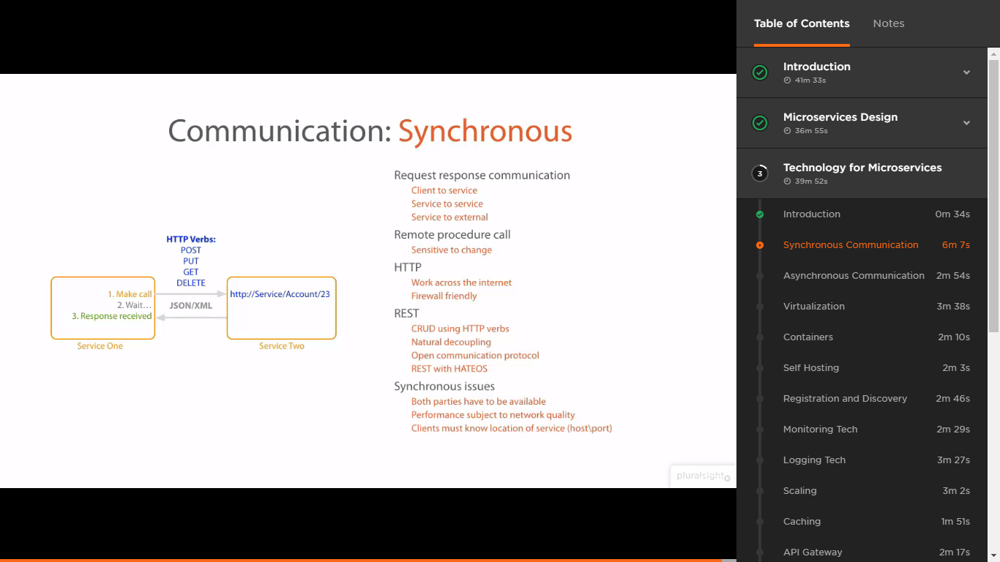 Communication: Synchronous
HTTP Verbs:
POST
PUT
GET
DELETE
1. Make call
2. Wait...
3. Response received
JSON/XML
http://Service/Account/23
Service One
Service Two
Request response communication
Client to service
Service to service
Service to external
Remote procedure call
Sensitive to change
HTTP
Work across the internet
Firewall friendly
REST
CRUD using HTTP verbs
Natural decoupling
Open communication protocol
REST with HATEOS
Synchronous issues
Both parties have to be available
Performance subject to network quality
Clients must know location of service (host\port)
pluralsight
Table of Contents Notes
Introduction
41m 33s
Microservices Design
36m 55s
3
Technology for Microservices
39m 52s
Introduction 0m 34s
Synchronous Communication 6m 7s
Asynchronous Communication 2m 54s
Virtualization 3m 38s
Containers 2m 10s
Self Hosting 2m 3s
Registration and Discovery 2m 46s
Monitoring Tech 2m 29s
Logging Tech 3m 27s
Scaling 3m 2s
Caching 1m 51s
API Gateway 2m 17s